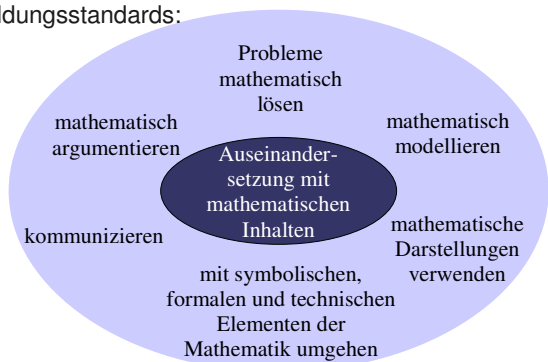 ldungsstandards:
Probleme
mathematisch
lösen
mathematisch
argumentieren
mathematisch
modellieren
Auseinander-
setzung mit
mathematischen
Inhalten
kommunizieren
mathematische
Darstellungen
verwenden
mit symbolischen,
formalen und technischen
Elementen der
Mathematik umgehen